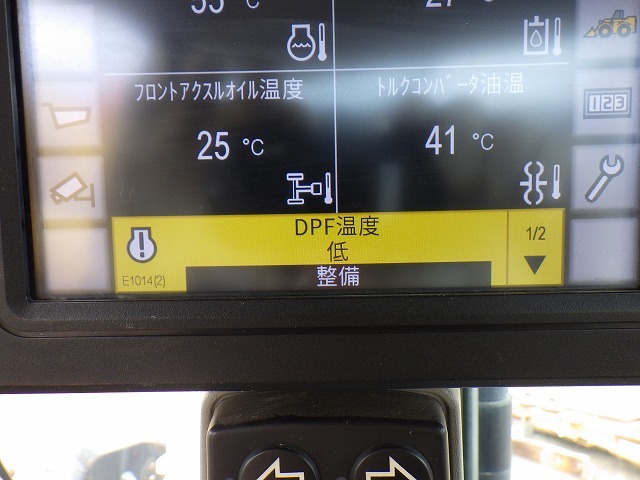 ℃
℃
フロントアクスルオイル温度
25 ℃
トルクコンバータ油温
41 ℃
123
DPF温度
低
E1014(2)
整備
1/2